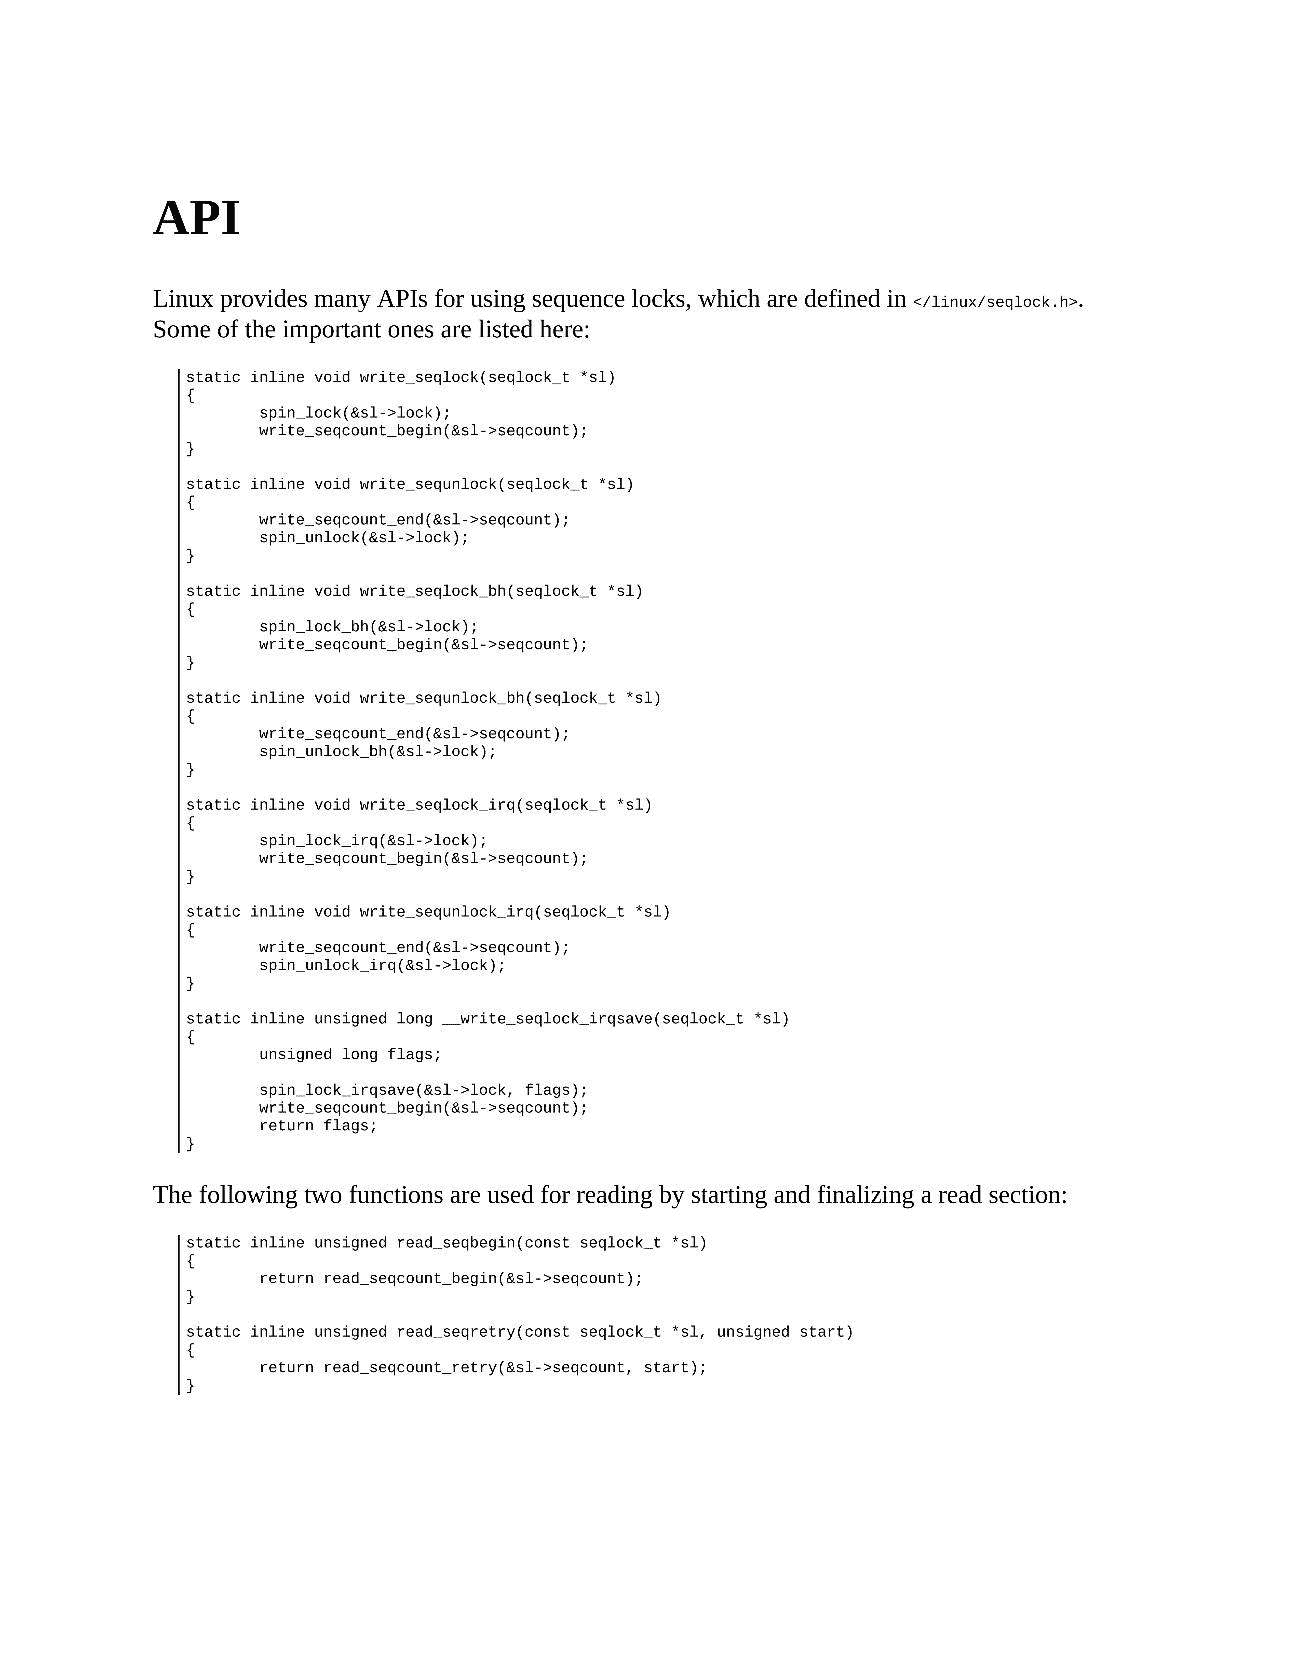 API
Linux provides many APIs for using sequence locks, which are defined in </linux/seqlock.h>.
Some of the important ones are listed here:
static inline void write_seqlock(seqlock_t *sl)
{
        spin_lock(&sl->lock);
        write_seqcount_begin(&sl->seqcount);
}

static inline void write_sequnlock(seqlock_t *sl)
{
        write_seqcount_end(&sl->seqcount);
        spin_unlock(&sl->lock);
}

static inline void write_seqlock_bh(seqlock_t *sl)
{
        spin_lock_bh(&sl->lock);
        write_seqcount_begin(&sl->seqcount);
}

static inline void write_sequnlock_bh(seqlock_t *sl)
{
        write_seqcount_end(&sl->seqcount);
        spin_unlock_bh(&sl->lock);
}

static inline void write_seqlock_irq(seqlock_t *sl)
{
        spin_lock_irq(&sl->lock);
        write_seqcount_begin(&sl->seqcount);
}

static inline void write_sequnlock_irq(seqlock_t *sl)
{
        write_seqcount_end(&sl->seqcount);
        spin_unlock_irq(&sl->lock);
}

static inline unsigned long __write_seqlock_irqsave(seqlock_t *sl)
{
        unsigned long flags;

        spin_lock_irqsave(&sl->lock, flags);
        write_seqcount_begin(&sl->seqcount);
        return flags;
}
The following two functions are used for reading by starting and finalizing a read section:
static inline unsigned read_seqbegin(const seqlock_t *sl)
{
        return read_seqcount_begin(&sl->seqcount);
}

static inline unsigned read_seqretry(const seqlock_t *sl, unsigned start)
{
        return read_seqcount_retry(&sl->seqcount, start);
}